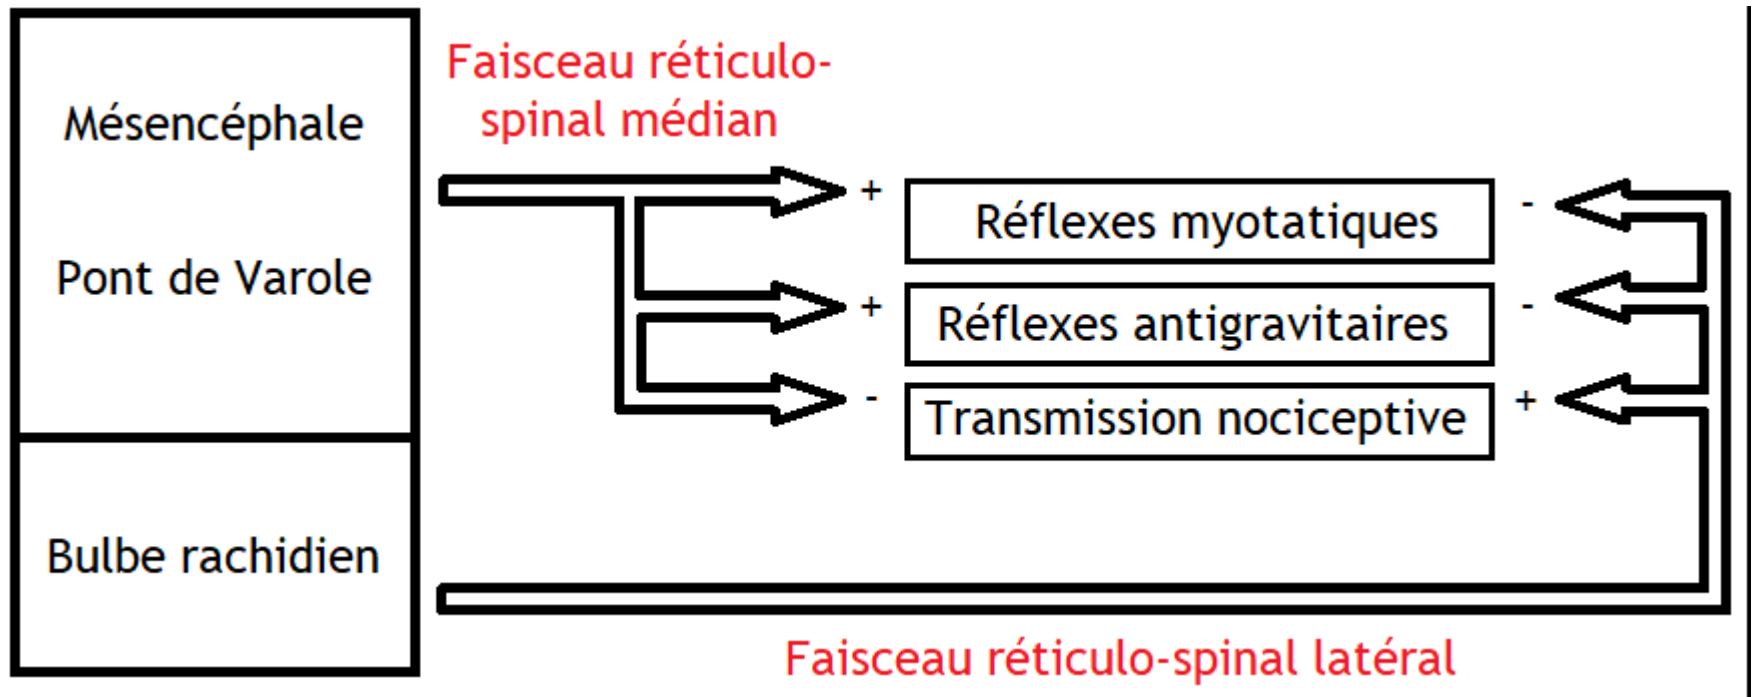 Mésencéphale
Pont de Varole
Bulbe rachidien
Faisceau réticulo-
spinal médian
+
Réflexes myotatiques
-
+
Réflexes antigravitaires
-
-
Transmission nociceptive
+
Faisceau réticulo-spinal latéral